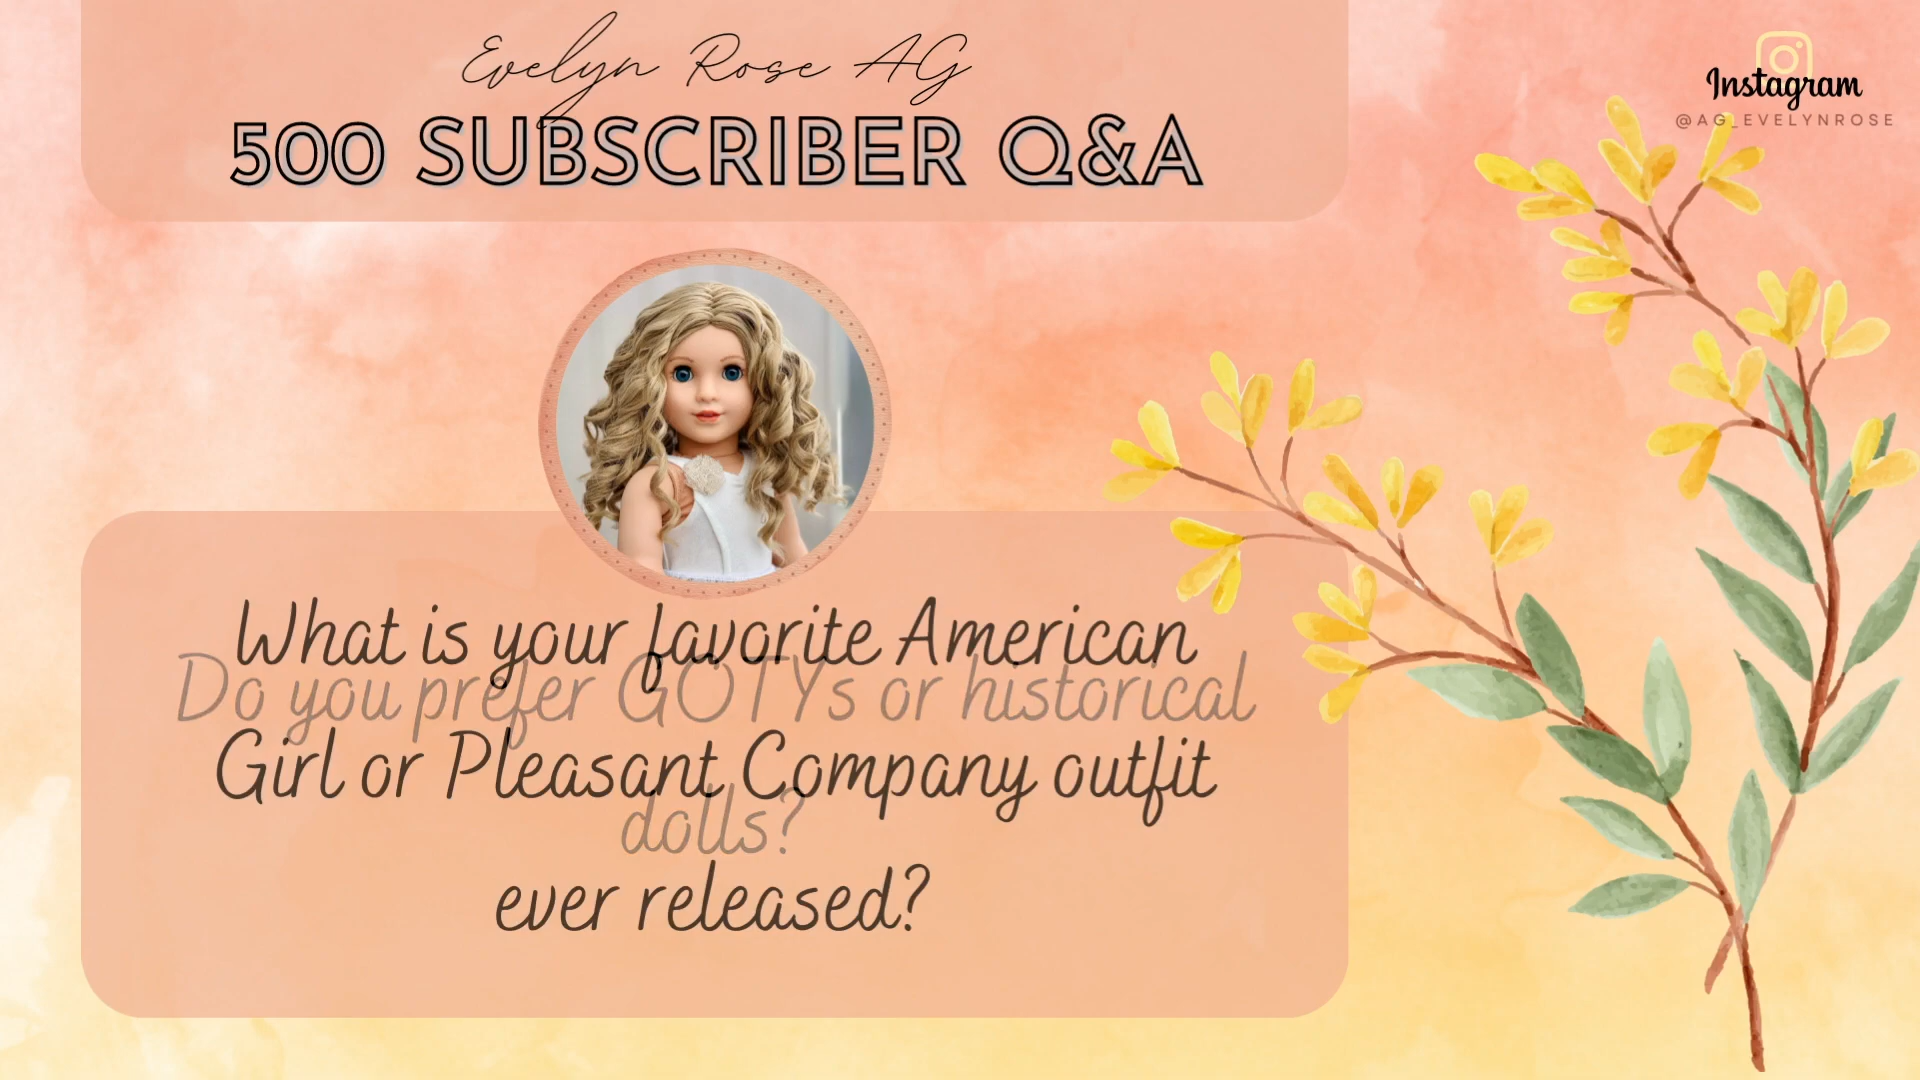 Evelyn Rose AG
500 SUBSCRIBER Q&A
Instagram
@AG_EVELYNROSE
What is your favorite American
Girl or Pleasant Company outfit
ever released?
Do you prefer GOTYs or historical
dolls?